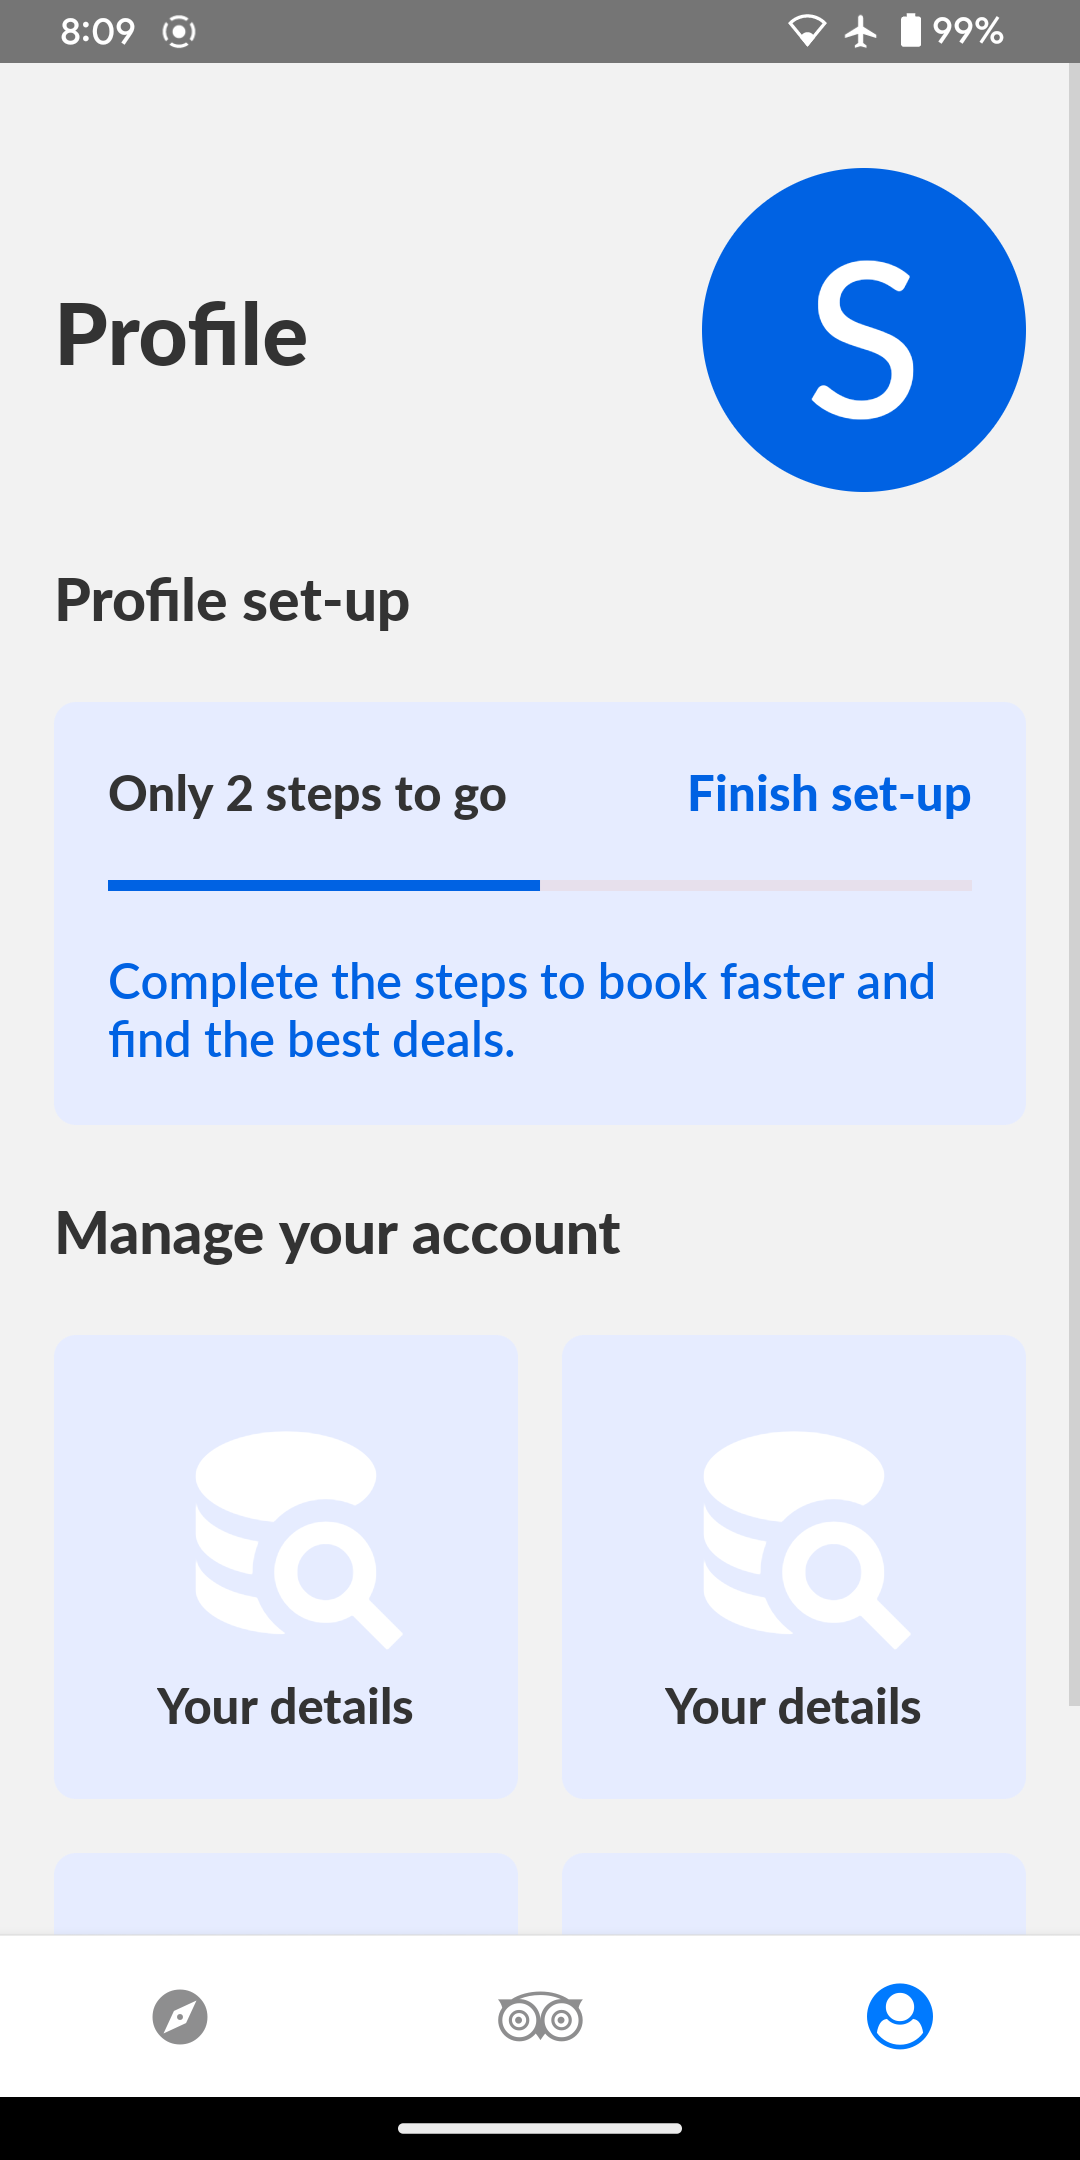 8:09
99%
Profile
S
Profile set-up
Only 2 steps to go
Finish set-up
Complete the steps to book faster and
find the best deals.
Manage your account
Your details
Your details